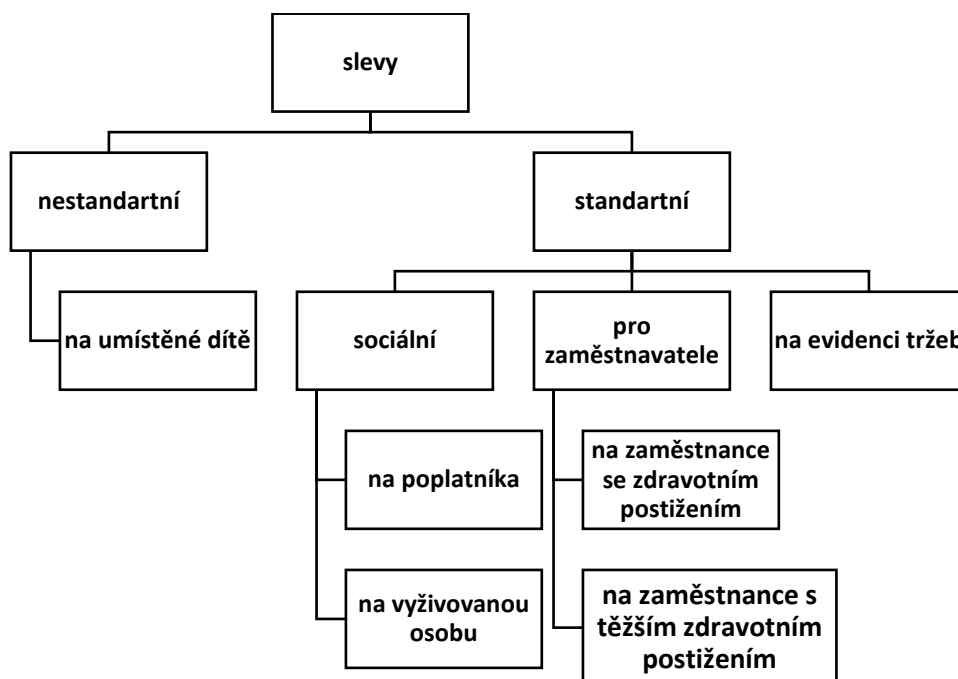 slevy
nestandartní
standartní
na umístěné dítě
sociální
pro
zaměstnavatele
na evidenci tržeb
na poplatníka
na zaměstnance
se zdravotním
postižením
na vyživovanou
osobu
na zaměstnance s
těžším zdravotním
postižením